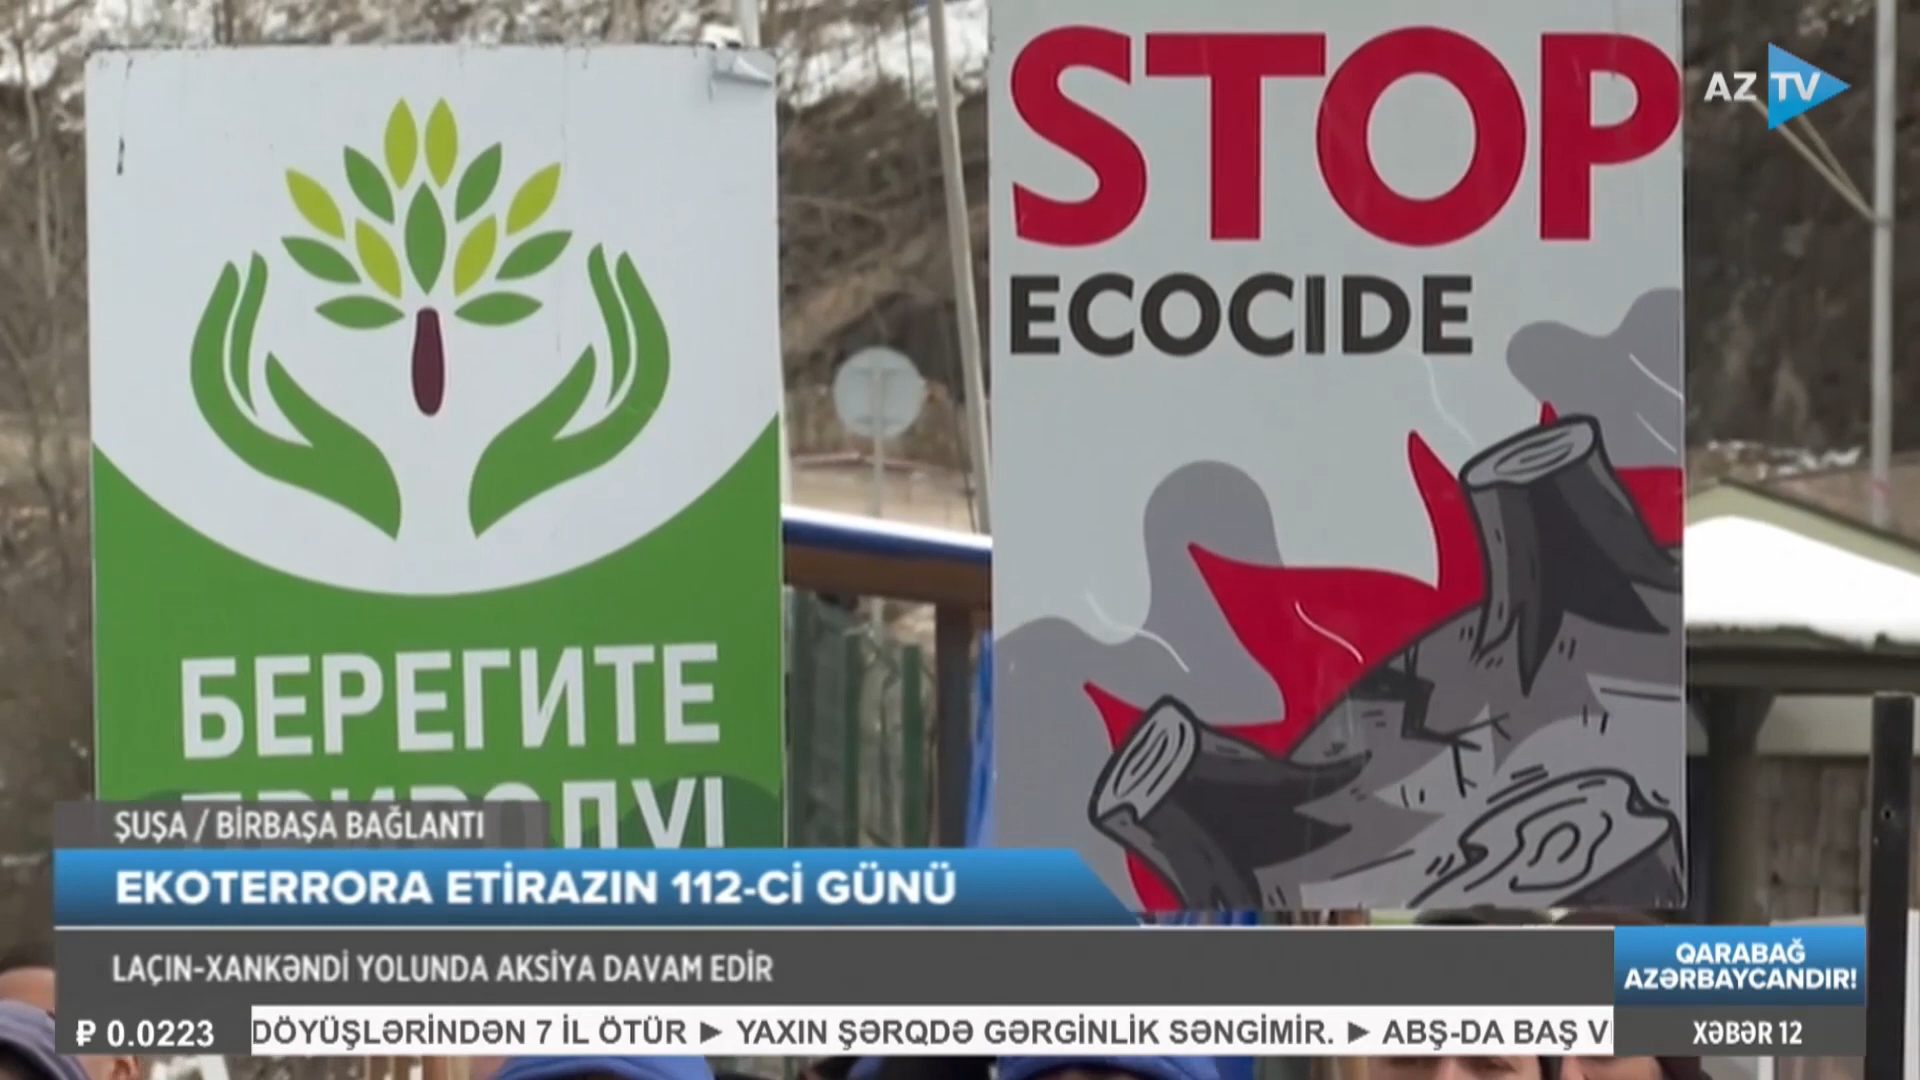 STOP
ECOCIDE
AZTV
БЕРЕГИТЕ
ПРИРОДУ!
ŞUŞA / BİRBAŞA BAĞLANTI
EKOTERRORA ETİRAZIN 112-Cİ GÜNÜ
LAÇIN-XANKƏNDİ YOLUNDA AKSİYA DAVAM EDİR
QARABAĞ
AZƏRBAYCANDIR!
₽ 0.0223
DÖYÜŞLƏRİNDƏN 7 İL ÖTÜR ► YAXIN ŞƏRQDƏ GƏRGİNLİK SƏNGİMİR. ► ABŞ-DA BAŞ
XƏBƏR 12